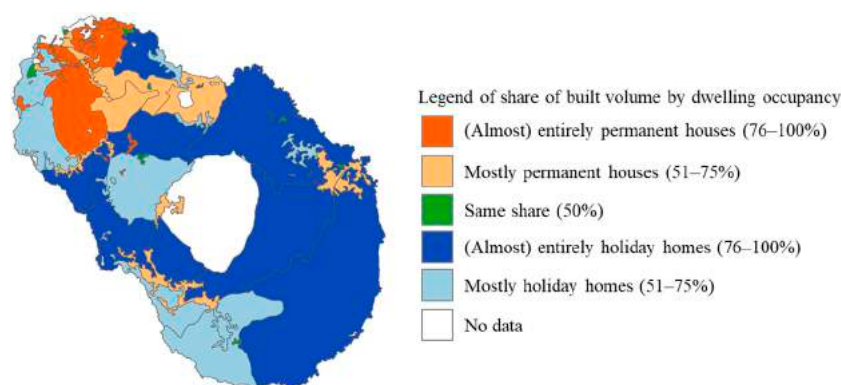 Legend of share of built volume by dwelling occupancy
(Almost) entirely permanent houses (76–100%)
Mostly permanent houses (51–75%)
Same share (50%)
(Almost) entirely holiday homes (76–100%)
Mostly holiday homes (51–75%)
No data